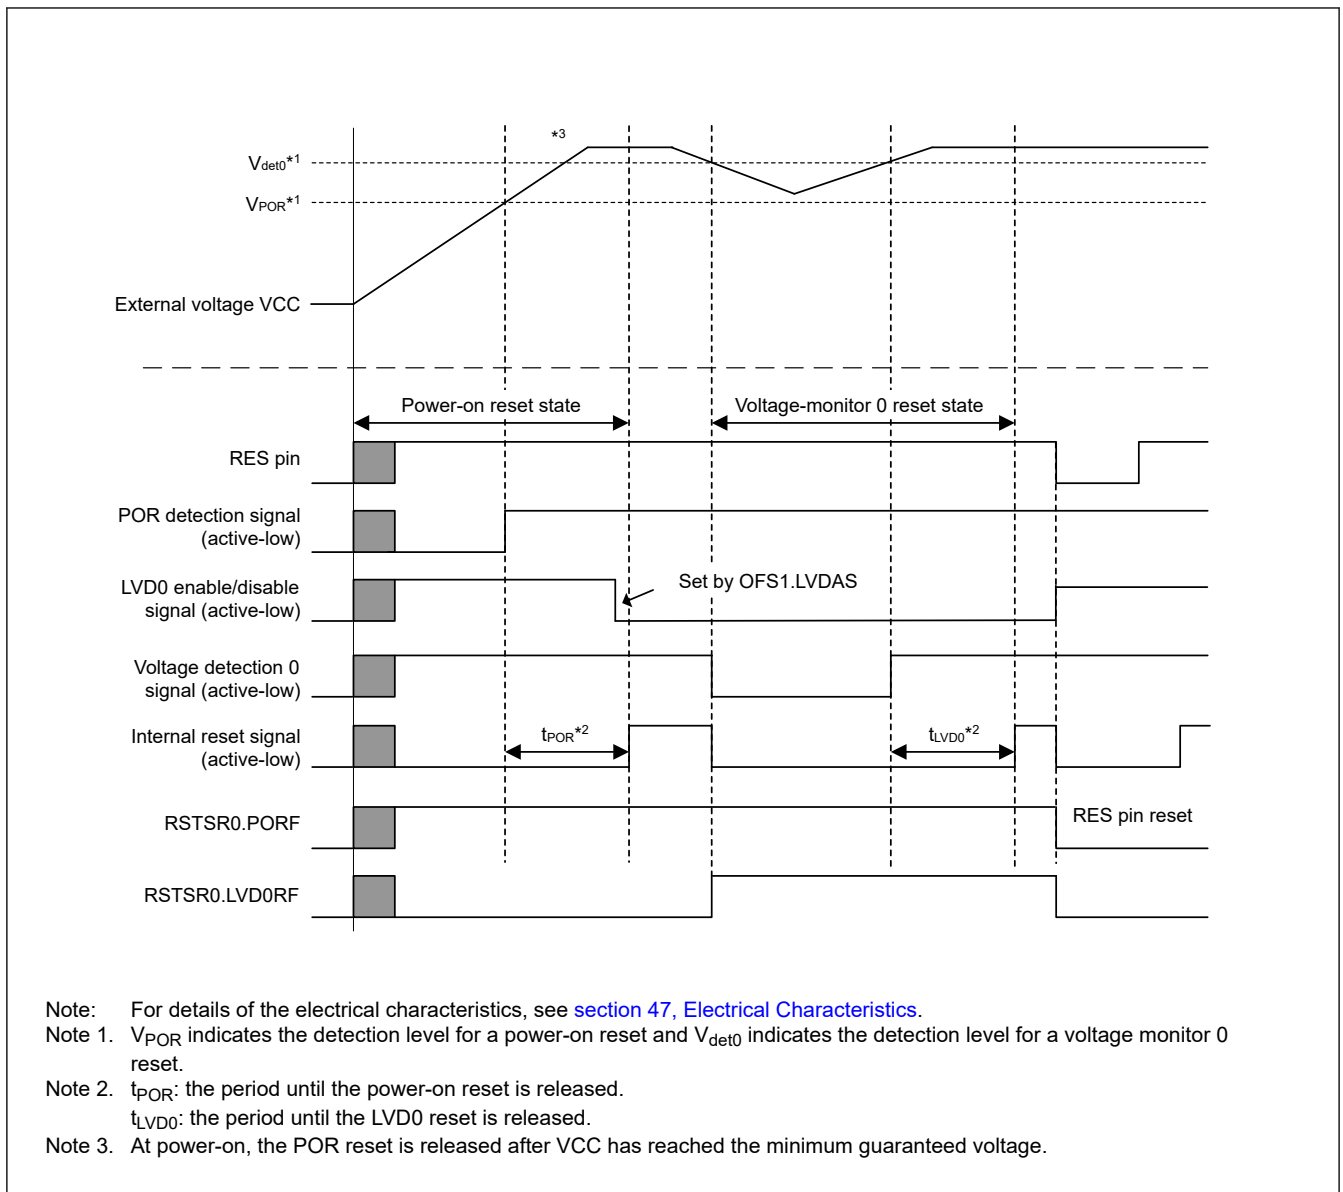 *3
Vdet0*1
VPOR*1
External voltage VCC
Power-on reset state
Voltage-monitor 0 reset state
RES pin
POR detection signal
(active-low)
LVD0 enable/disable
signal (active-low)
Set by OFS1.LVDAS
Voltage detection 0
signal (active-low)
Internal reset signal
(active-low)
tPOR*2
tLVD0*2
RSTSR0.PORF
RES pin reset
RSTSR0.LVD0RF
Note: For details of the electrical characteristics, see section 47, Electrical Characteristics.
Note 1. VPOR indicates the detection level for a power-on reset and Vdet0 indicates the detection level for a voltage monitor 0
reset.
Note 2. tPOR: the period until the power-on reset is released.
tLVD0: the period until the LVD0 reset is released.
Note 3. At power-on, the POR reset is released after VCC has reached the minimum guaranteed voltage.